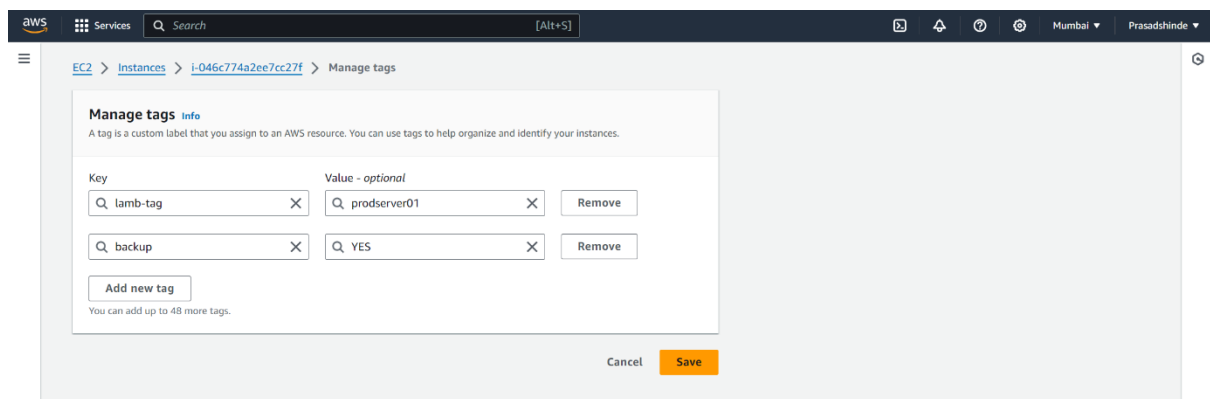 aws Services Search [Alt+S] Mumbai Prasadshinde
EC2 > Instances > i-046c774a2ee7cc27f > Manage tags
Manage tags Info
A tag is a custom label that you assign to an AWS resource. You can use tags to help organize and identify your instances.
Key Value - optional
lamb-tag prodserver01 Remove
backup YES Remove
Add new tag
You can add up to 48 more tags.
Cancel Save